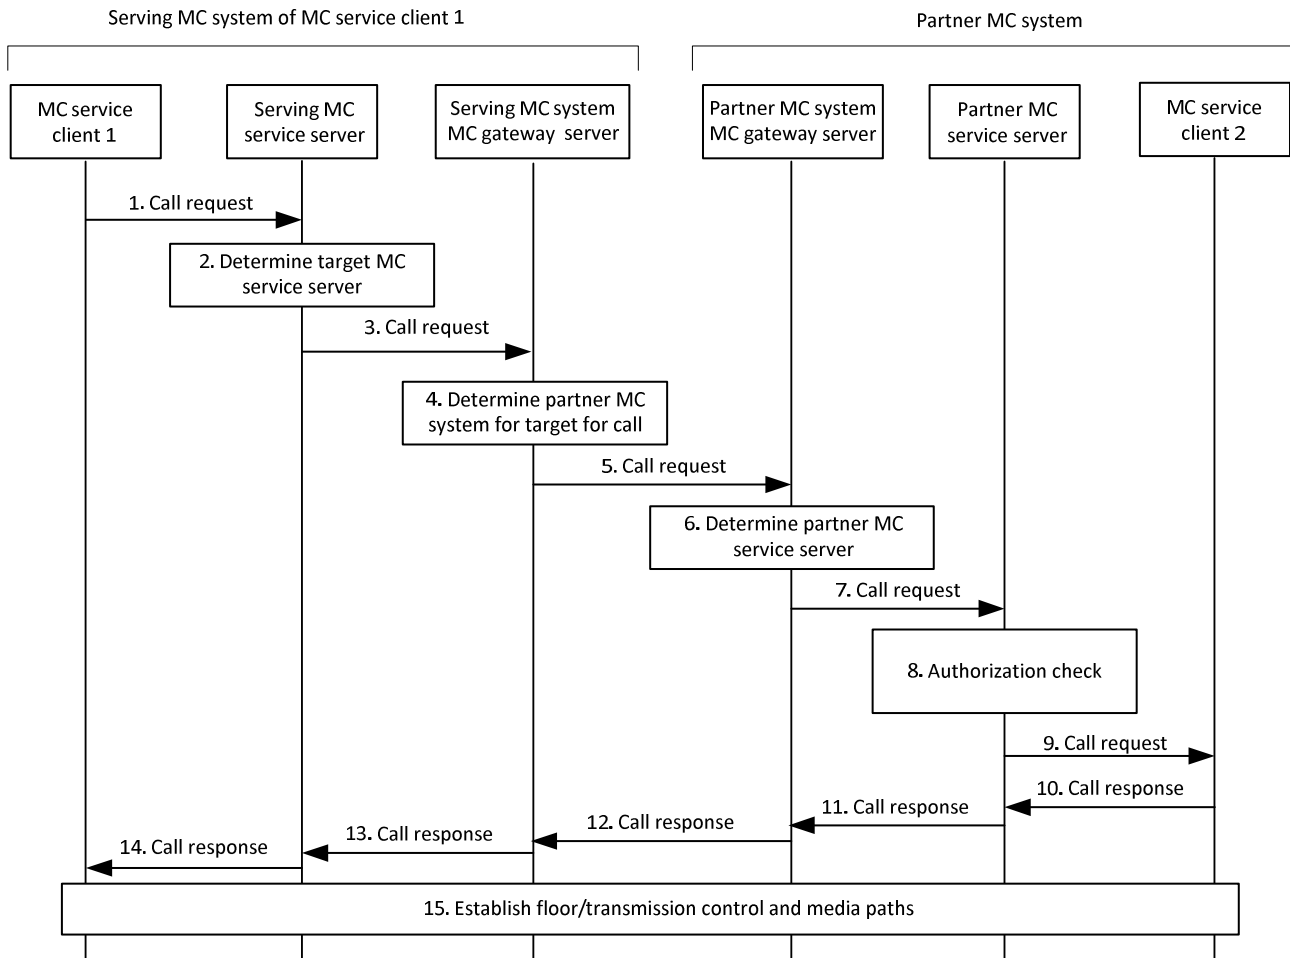 Serving MC system of MC service client 1
Partner MC system
MC service
client 1
Serving MC
service server
Serving MC system
MC gateway server
Partner MC system
MC gateway server
Partner MC
service server
MC service
client 2
1. Call request
2. Determine target MC
service server
3. Call request
4. Determine partner MC
system for target for call
5. Call request
6. Determine partner MC
service server
7. Call request
8. Authorization check
9. Call request
10. Call response
11. Call response
12. Call response
13. Call response
14. Call response
15. Establish floor/transmission control and media paths